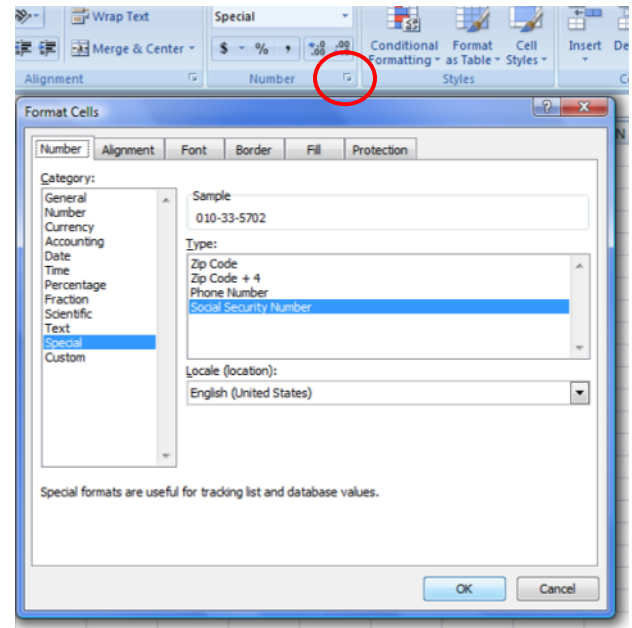 Wrap Text Special
Merge & Center $ % , .0 .00 .00 .0 Conditional Formatting Format as Table Cell Styles Insert De
Alignment Number Styles C
Format Cells
N
Number Alignment Font Border Fill Protection
Category:
General
Number
Currency
Accounting
Date
Time
Percentage
Fraction
Scientific
Text
Special
Custom
Sample
010-33-5702
Type:
Zip Code
Zip Code + 4
Phone Number
Social Security Number
Locale (location):
English (United States)
Special formats are useful for tracking list and database values.
OK Cancel